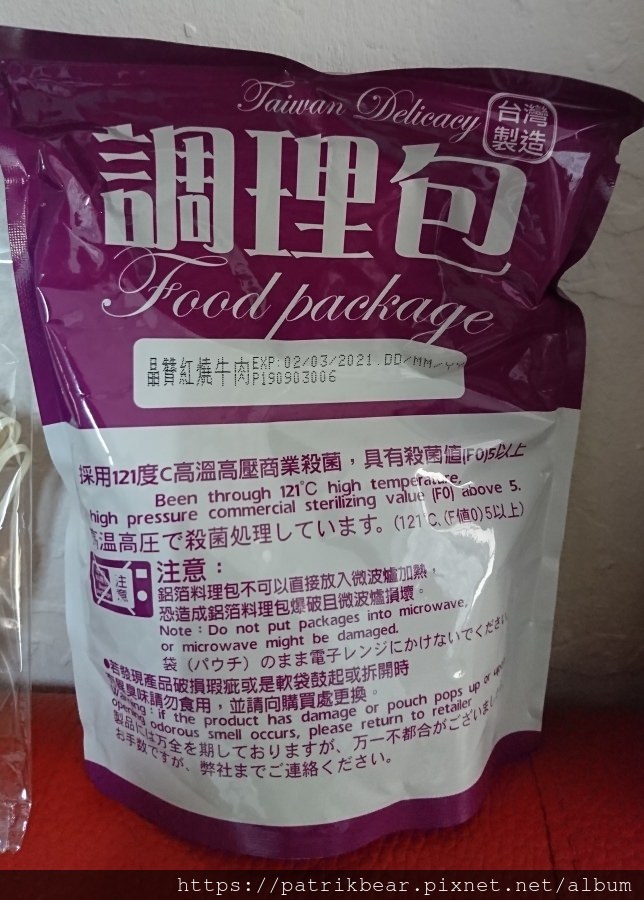 Taiwan Delicacy
台灣
製造
調理包
Food package
晶贊紅燒牛肉
EXP:02/03/2021.DD/MM/YY
P190903006
採用121度C高溫高壓商業殺菌,具有殺菌值(F0)5以上
Been through 121°C high temperature,
high pressure commercial sterilizing value (F0) above 5.
高温高圧で殺菌処理しています。(121℃、(F値0)5以上)
注意
注意:
鋁箔料理包不可以直接放入微波爐加熱,
恐造成鋁箔料理包爆破且微波爐損壞。
Note:Do not put packages into microwave,
or microwave might be damaged.
袋(パウチ)のまま電子レンジにかけないでください
●若發現產品破損瑕疵或是軟袋鼓起或拆開時
異臭味請勿食用,並請向購買處更換。
if the product has damage or pouch pops up or
opening odorous smell occurs, please return to retailer
製品には万全を期しておりますが、万一不都合がございまし
お手数ですが、弊社までご連絡ください。
https://patrikbear.pixnet.net/album